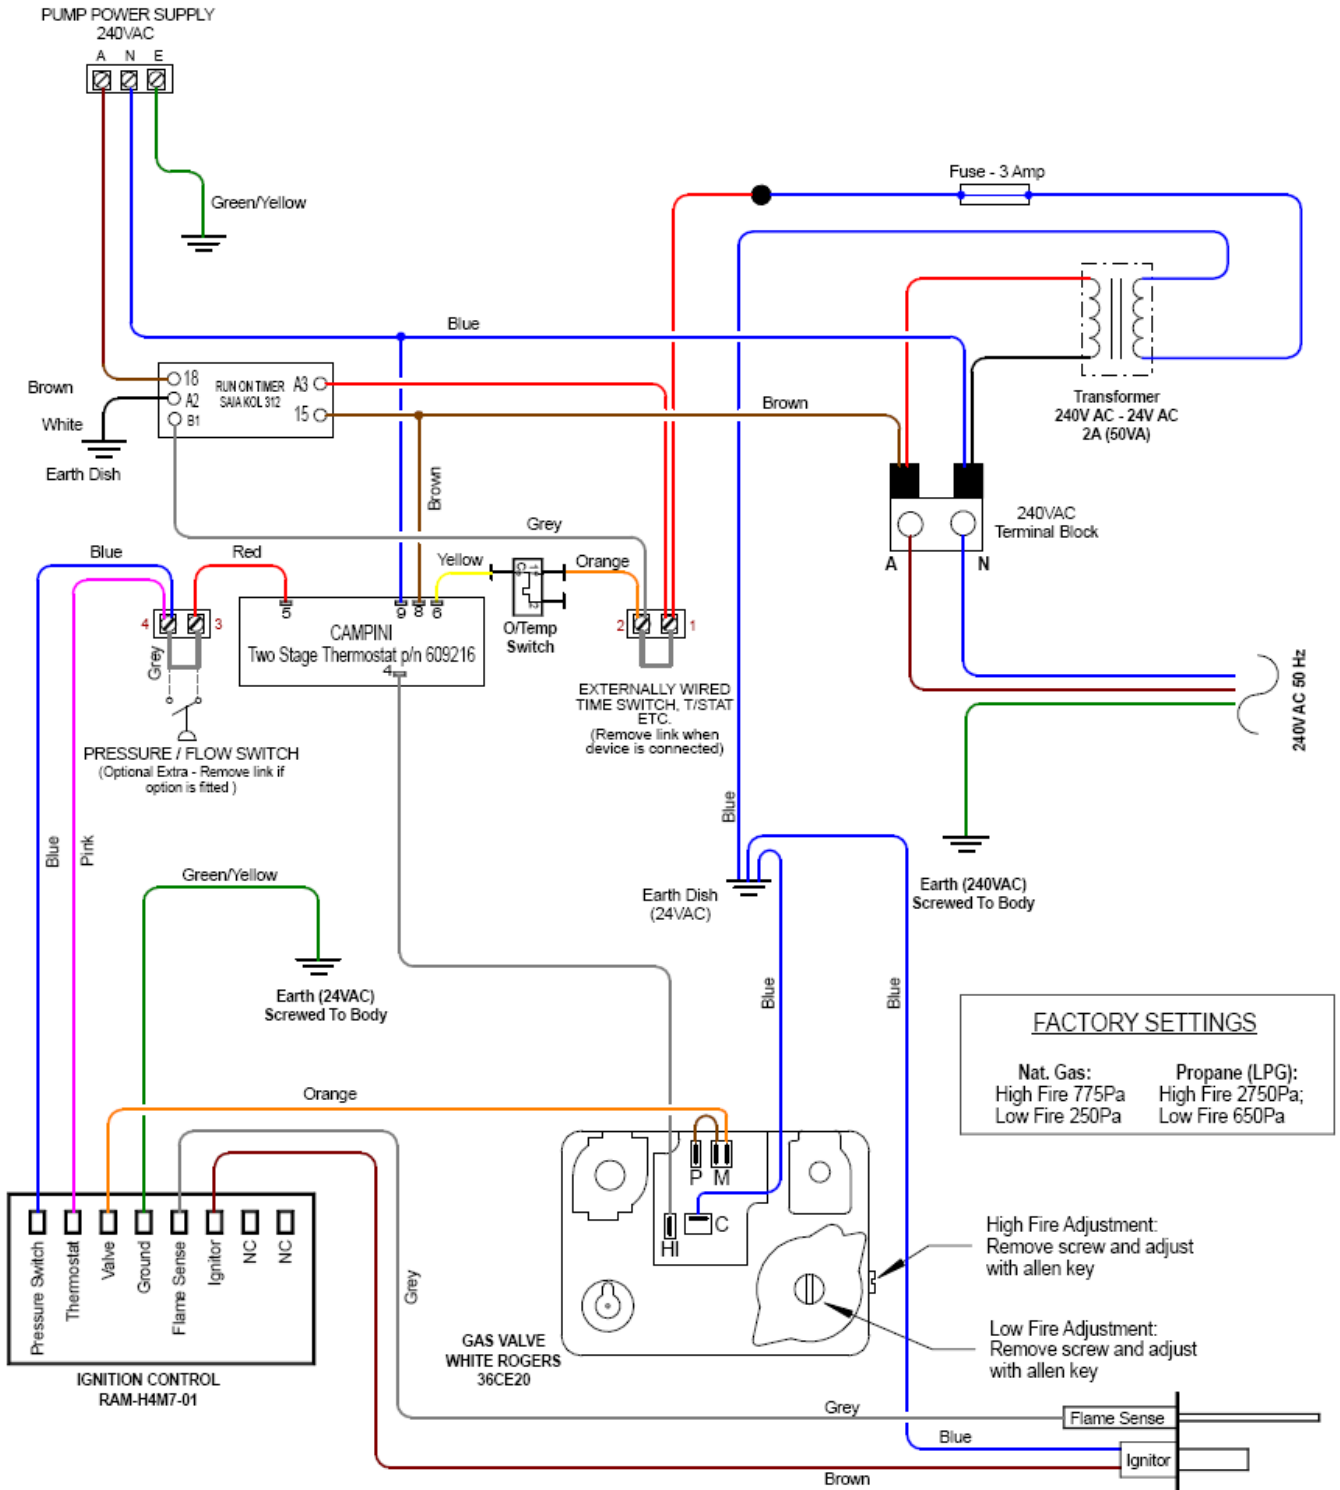 PUMP POWER SUPPLY
240VAC
A N E
Green/Yellow
Fuse - 3 Amp
Blue
Transformer
240V AC - 24V AC
2A (50VA)
18
A2
B1
RUN ON TIMER
SAIA KOL 312
A3
15
Brown
White
Earth Dish
Brown
Brown
240VAC
Terminal Block
A
N
Grey
Blue
Red
Yellow
Orange
C
1
2
O/Temp
Switch
4
3
5
9
8
6
CAMPINI
Two Stage Thermostat p/n 609216
4
2
1
Grey
EXTERNALLY WIRED
TIME SWITCH, T/STAT
ETC.
(Remove link when
device is connected)
240V AC 50 Hz
PRESSURE / FLOW SWITCH
(Optional Extra - Remove link if
option is fitted )
Blue
Pink
Blue
Green/Yellow
Earth Dish
(24VAC)
Earth (240VAC)
Screwed To Body
Earth (24VAC)
Screwed To Body
Blue
Blue
FACTORY SETTINGS
Nat. Gas:
High Fire 775Pa
Low Fire 250Pa
Propane (LPG):
High Fire 2750Pa;
Low Fire 650Pa
Orange
P
M
C
HI
Pressure Switch
Thermostat
Valve
Ground
Flame Sense
Ignitor
NC
NC
IGNITION CONTROL
RAM-H4M7-01
Grey
GAS VALVE
WHITE ROGERS
36CE20
High Fire Adjustment:
Remove screw and adjust
with allen key
Low Fire Adjustment:
Remove screw and adjust
with allen key
Grey
Flame Sense
Blue
Ignitor
Brown